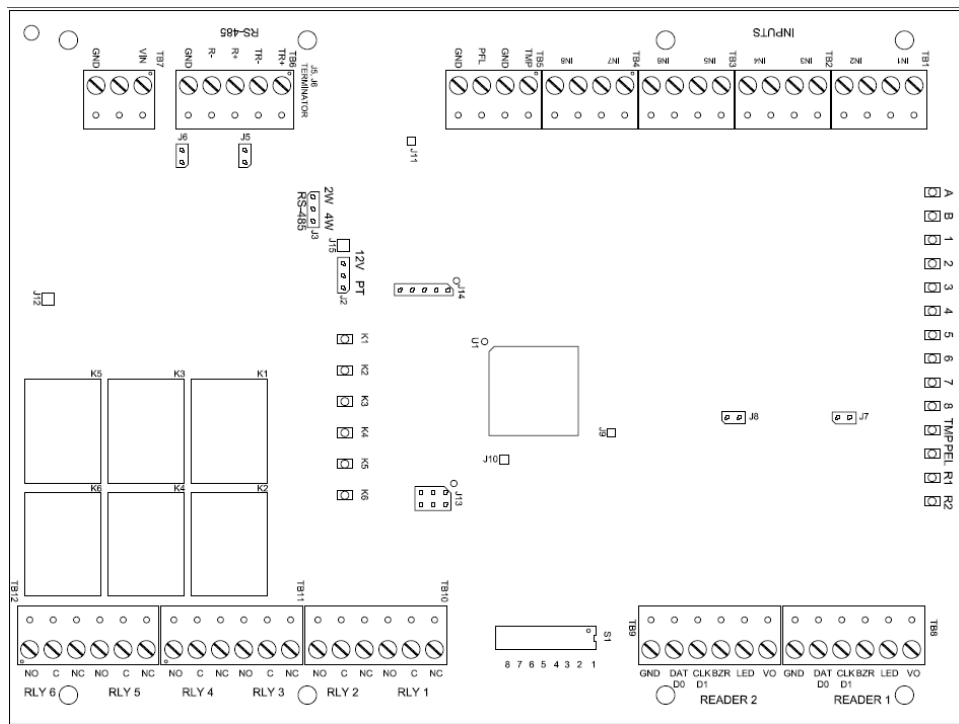 RS-485
INPUTS
GND
VIN
TB7
GND
R-
R+
TR-
TR+
TB6
J5, J6
TERMINATOR
GND
PFL
GND
TMP
TB5
IN8
IN7
TB4
IN6
IN5
TB3
IN4
IN3
TB2
IN2
IN1
TB1
J6
J5
J11
2W 4W
RS-485
J3
J15
12V PT
J2
J14
J12
A
B
1
2
3
4
5
6
7
8
TMP
PFL
R1
R2
K1
K2
K3
K4
K5
K6
U1
J8
J7
J9
J10
J13
K5
K3
K1
K6
K4
K2
TB12
TB11
TB10
S1
TB9
TB8
8 7 6 5 4 3 2 1
NO C NC NO C NC NO C NC NO C NC NO C NC NO C NC
RLY 6 RLY 5 RLY 4 RLY 3 RLY 2 RLY 1
GND DAT CLK BZR LED VO GND DAT CLK BZR LED VO
D0 D1 D0 D1
READER 2 READER 1